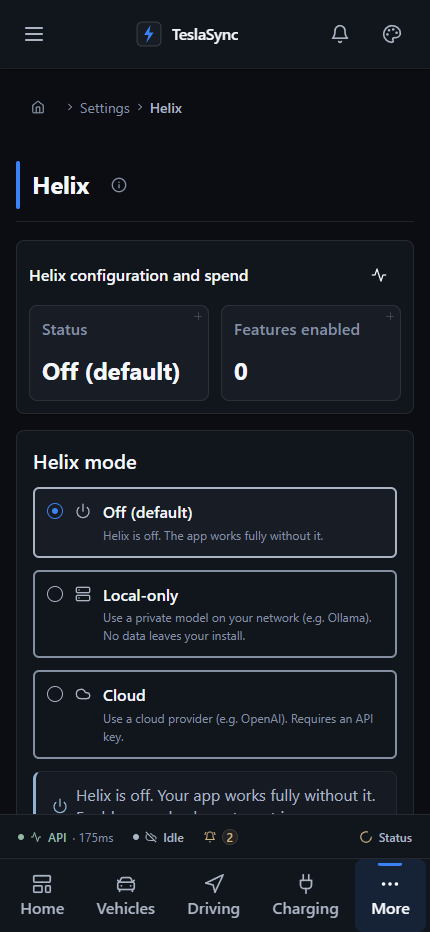 TeslaSync
Settings
Helix
Helix
Helix configuration and spend
Status
Off (default)
Features enabled
0
Helix mode
Off (default)
Helix is off. The app works fully without it.
Local-only
Use a private model on your network (e.g. Ollama).
No data leaves your install.
Cloud
Use a cloud provider (e.g. OpenAI). Requires an API
key.
Helix is off. Your app works fully without it.
API · 175ms
Idle
2
Status
Home
Vehicles
Driving
Charging
More